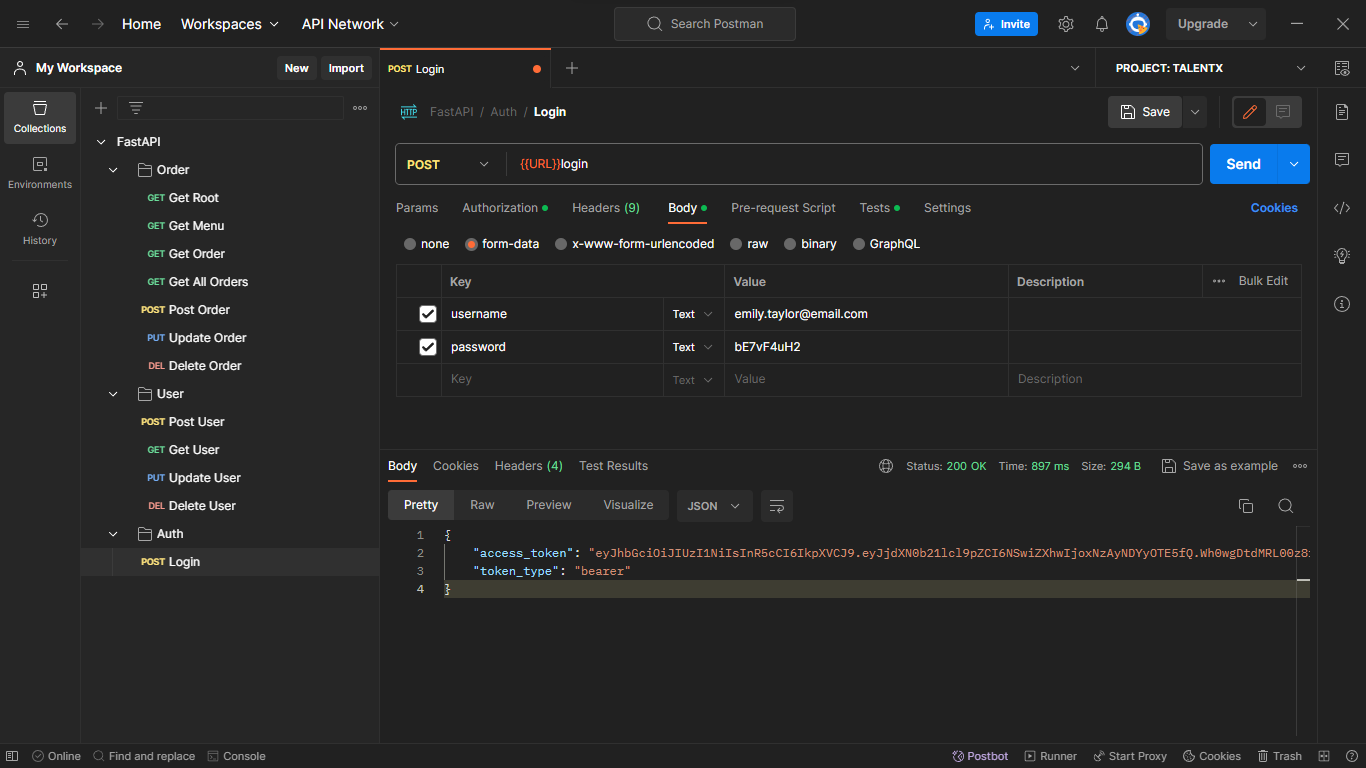 Home Workspaces API Network Search Postman Invite Upgrade
My Workspace New Import POST Login PROJECT: TALENTX
Collections
Environments
History
FastAPI
Order
GET Get Root
GET Get Menu
GET Get Order
GET Get All Orders
POST Post Order
PUT Update Order
DEL Delete Order
User
POST Post User
GET Get User
PUT Update User
DEL Delete User
Auth
POST Login
HTTP FastAPI / Auth / Login Save
POST {{URL}}login Send
Params Authorization Headers (9) Body Pre-request Script Tests Settings Cookies
none form-data x-www-form-urlencoded raw binary GraphQL
Key Value Description Bulk Edit
username Text emily.taylor@email.com
password Text bE7vF4uH2
Key Text Value Description
Body Cookies Headers (4) Test Results Status: 200 OK Time: 897 ms Size: 294 B Save as example
Pretty Raw Preview Visualize JSON
1 {
2 "access_token": "eyJhbGciOiJIUzI1NiIsInR5cCI6IkpXVCJ9.eyJjdXN0b21lcl9pZCI6NSwiZXhwIjoxNzAyNDYyOTE5fQ.Wh0wgDtdMRL00z8
3 "token_type": "bearer"
4 }
Online Find and replace Console Postbot Runner Start Proxy Cookies Trash